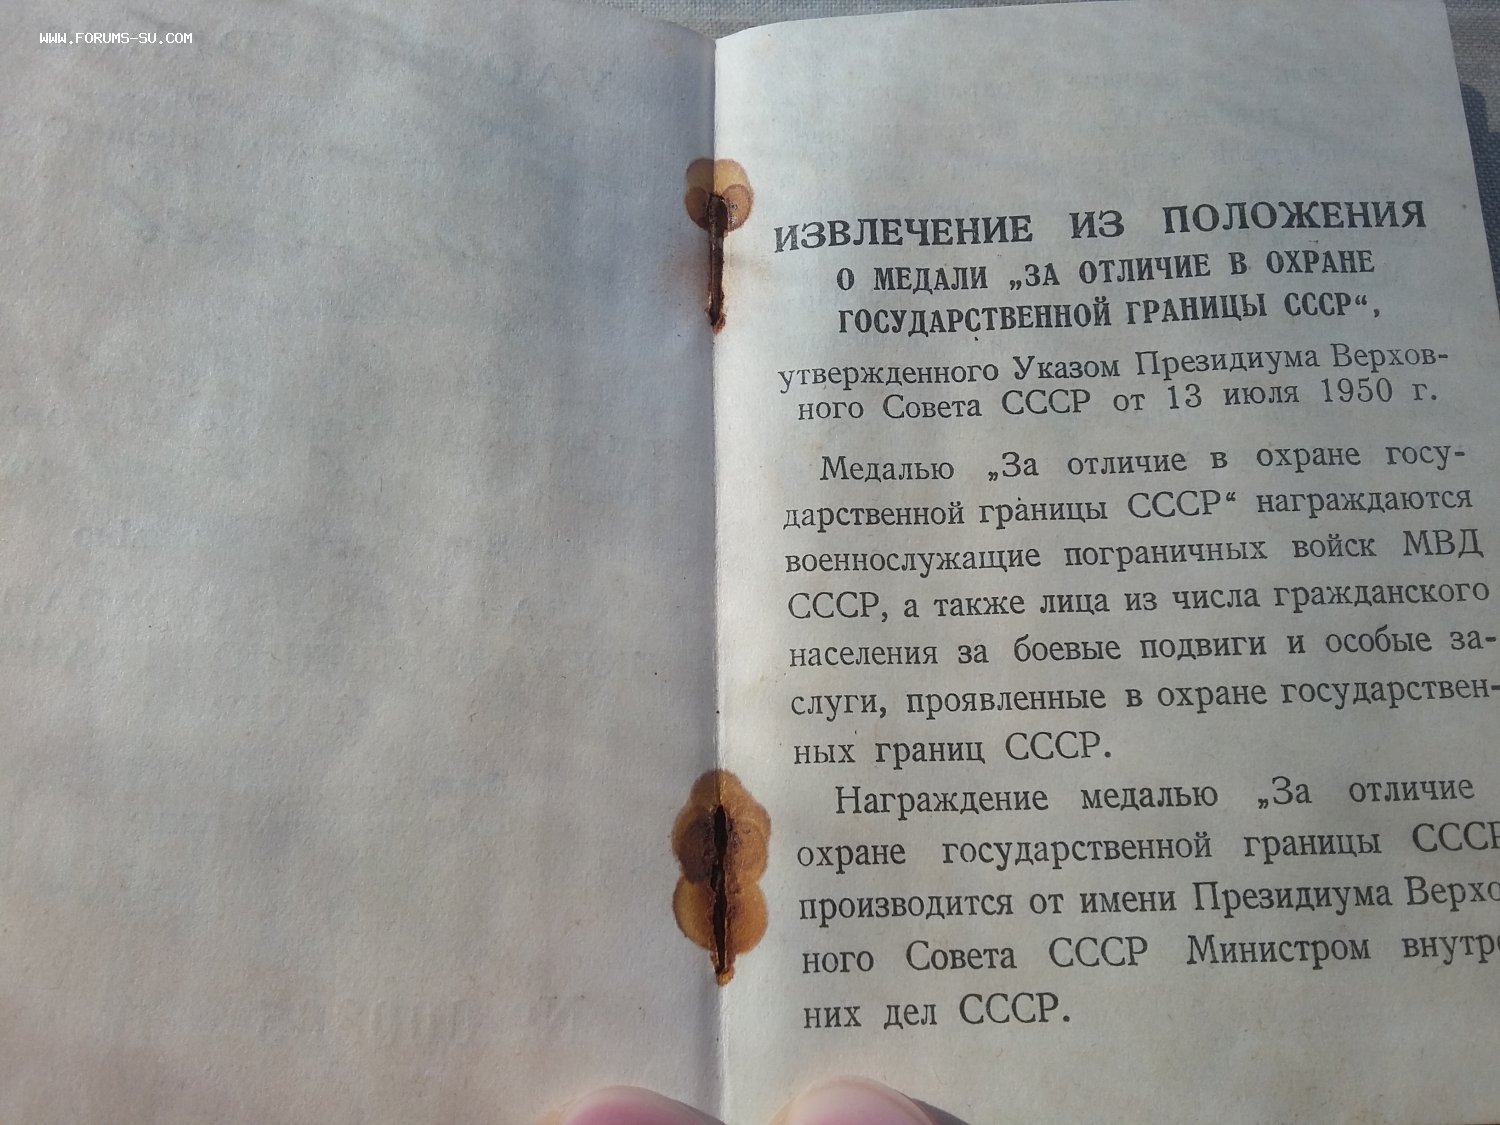 WWW.FORUMS-SU.COM
ИЗВЛЕЧЕНИЕ ИЗ ПОЛОЖЕНИЯ
О МЕДАЛИ „ЗА ОТЛИЧИЕ В ОХРАНЕ
ГОСУДАРСТВЕННОЙ ГРАНИЦЫ СССР“,
утвержденного Указом Президиума Верхов-
ного Совета СССР от 13 июля 1950 г.
Медалью „За отличие в охране госу-
дарственной границы СССР“ награждаются
военнослужащие пограничных войск МВД
СССР, а также лица из числа гражданского
населения за боевые подвиги и особые за-
слуги, проявленные в охране государствен-
ных границ СССР.
Награждение медалью „За отличие
охране государственной границы СССР
производится от имени Президиума Верхо
ного Совета СССР Министром внутре
них дел СССР.